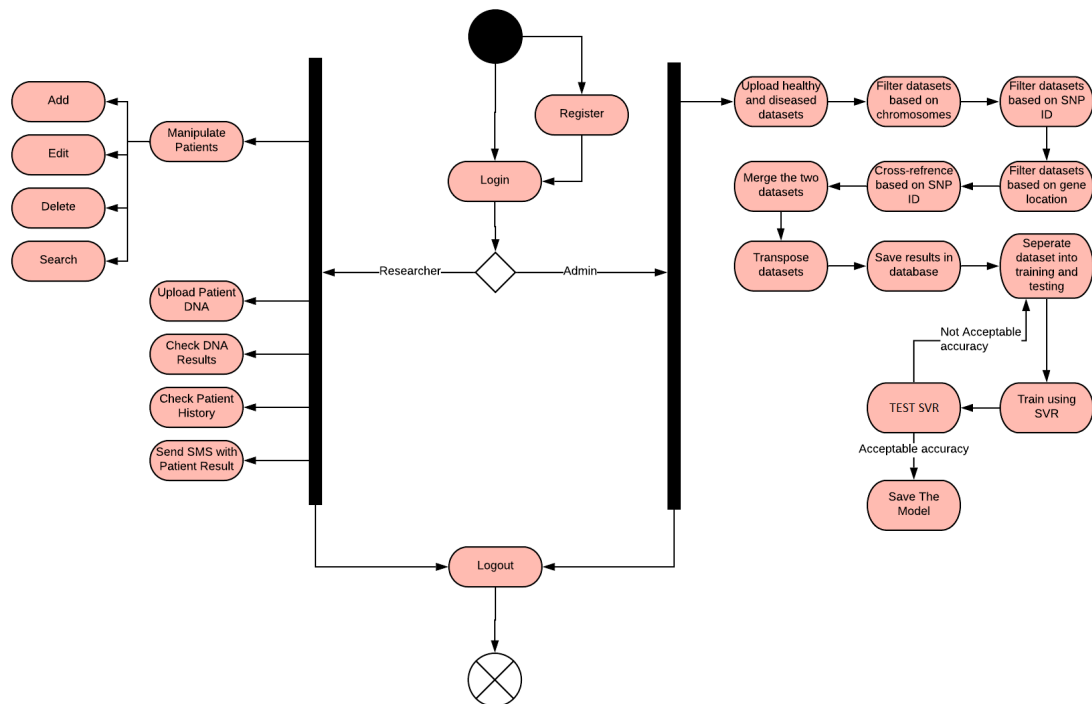 Add
Edit
Delete
Search
Manipulate
Patients
Upload Patient
DNA
Check DNA
Results
Check Patient
History
Send SMS with
Patient Result
Register
Login
Researcher
Admin
Logout
Upload healthy
and diseased
datasets
Filter datasets
based on
chromosomes
Filter datasets
based on SNP
ID
Filter datasets
based on gene
location
Cross-refrence
based on SNP
ID
Merge the two
datasets
Transpose
datasets
Save results in
database
Seperate
dataset into
training and
testing
Train using
SVR
TEST SVR
Not Acceptable
accuracy
Acceptable accuracy
Save The
Model